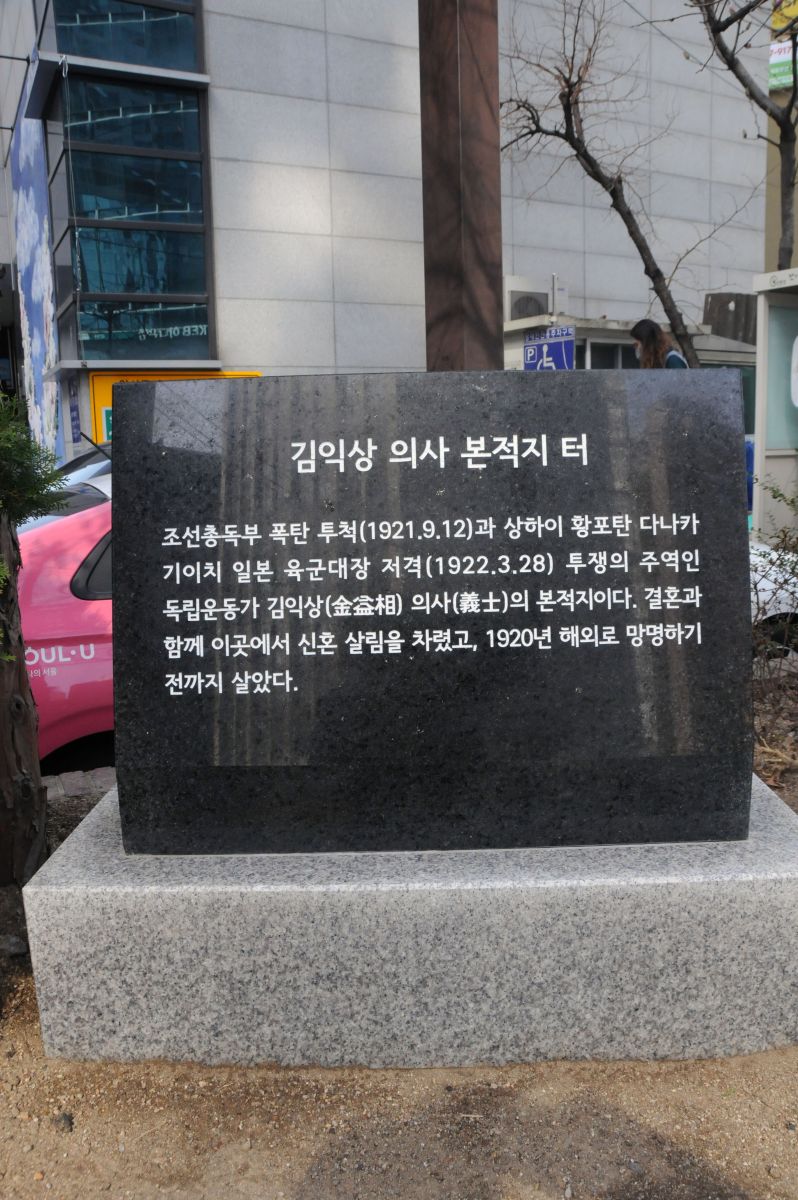 김익상 의사 본적지 터
조선총독부 폭탄 투척(1921.9.12)과 상하이 황포탄 다나카
기이치 일본 육군대장 저격(1922.3.28) 투쟁의 주역인
독립운동가 김익상(金益相) 의사(義士)의 본적지이다. 결혼과
함께 이곳에서 신혼 살림을 차렸고, 1920년 해외로 망명하기
전까지 살았다.
OUL·U
P
7-917